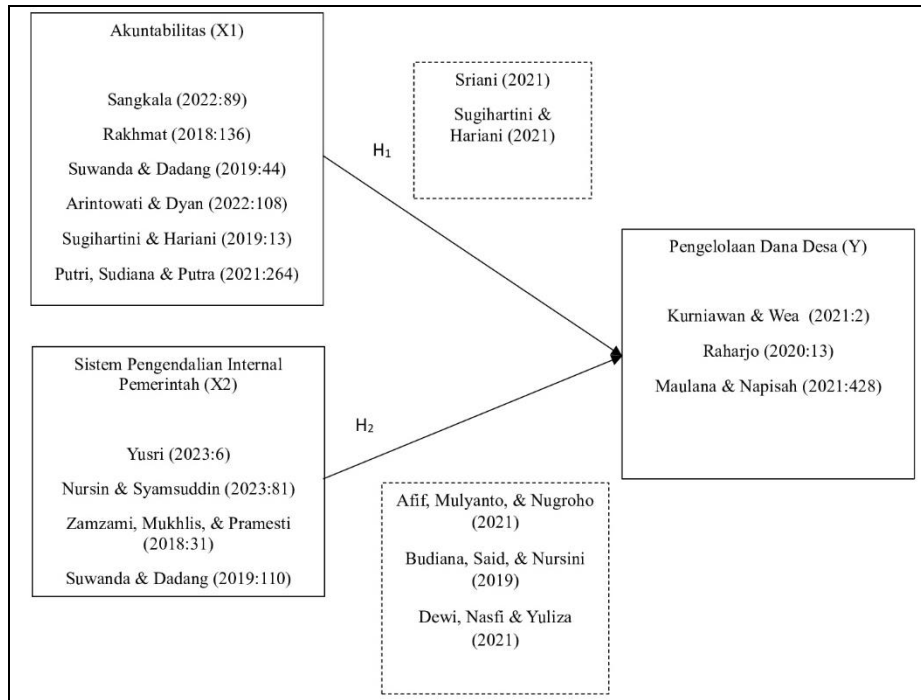 Akuntabilitas (X1)
Sangkala (2022:89)
Rakhmat (2018:136)
Suwanda & Dadang (2019:44)
Arintowati & Dyan (2022:108)
Sugihartini & Hariani (2019:13)
Putri, Sudiana & Putra (2021:264)
H1
Sriani (2021)
Sugihartini &
Hariani (2021)
Sistem Pengendalian Internal
Pemerintah (X2)
Yusri (2023:6)
Nursin & Syamsuddin (2023:81)
Zamzami, Mukhlis, & Pramesti
(2018:31)
Suwanda & Dadang (2019:110)
H2
Afif, Mulyanto, & Nugroho
(2021)
Budiana, Said, & Nursini
(2019)
Dewi, Nasfi & Yuliza
(2021)
Pengelolaan Dana Desa (Y)
Kurniawan & Wea (2021:2)
Raharjo (2020:13)
Maulana & Napisah (2021:428)